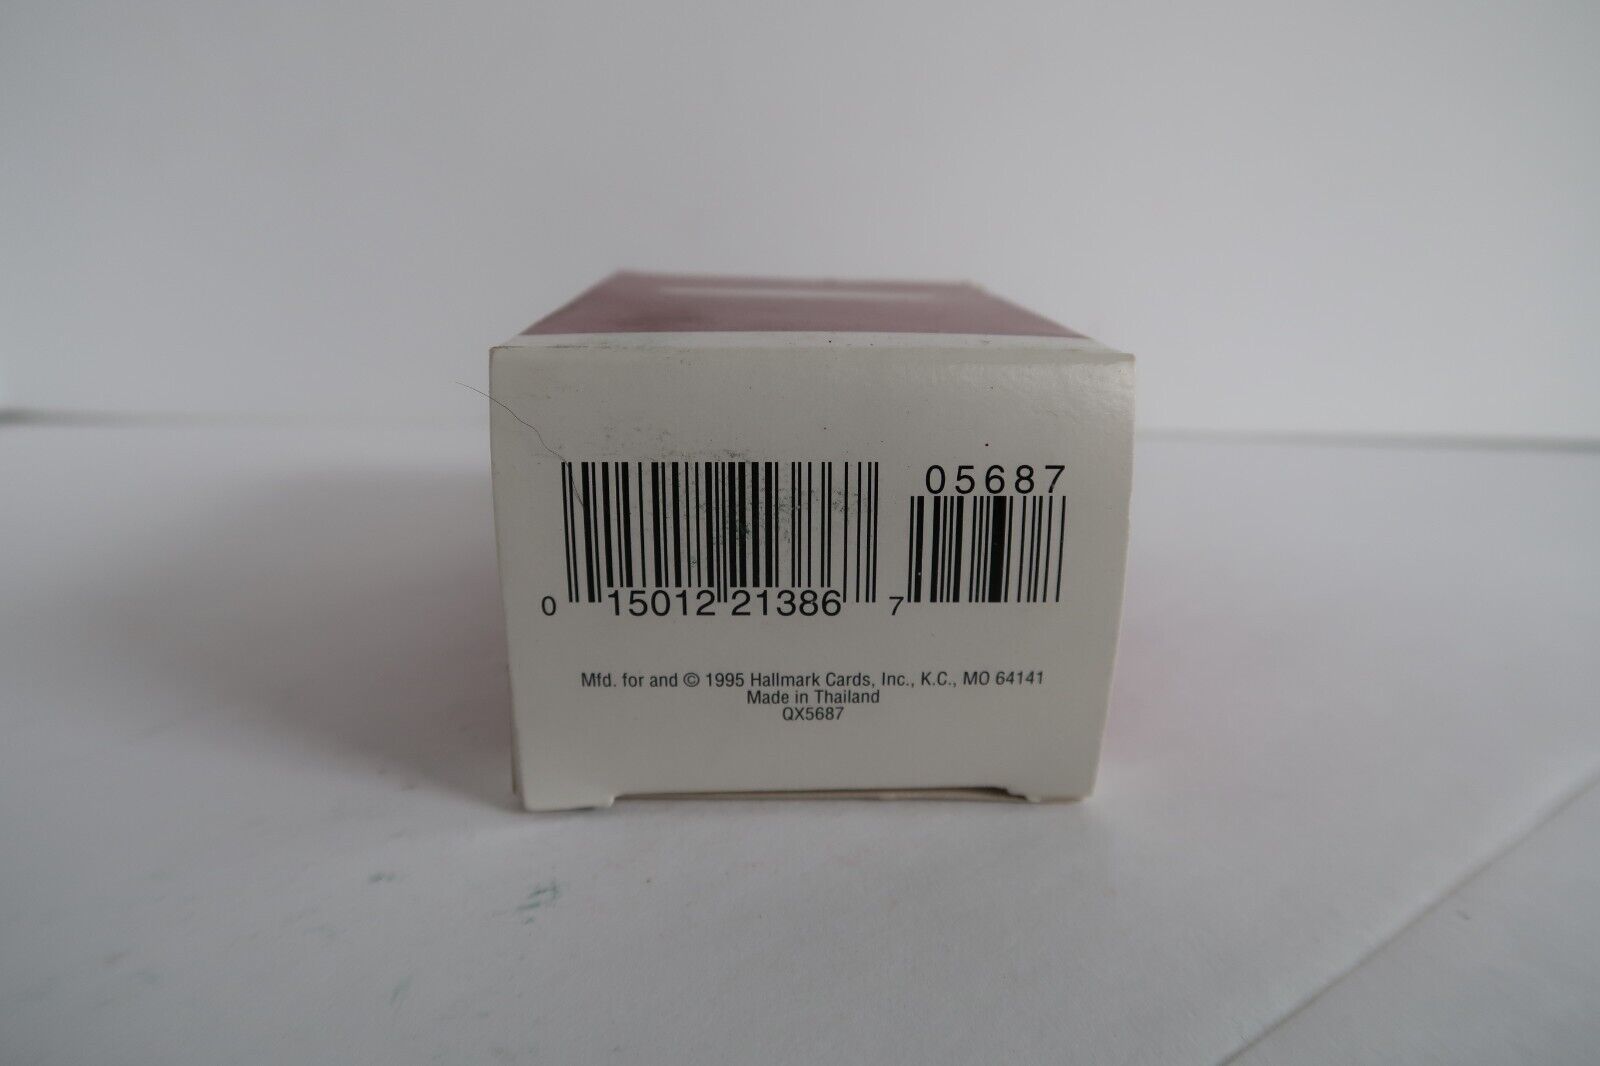 05687
0 15012 21386 7
Mfd. for and © 1995 Hallmark Cards, Inc., K.C., MO 64141
Made in Thailand
QX5687